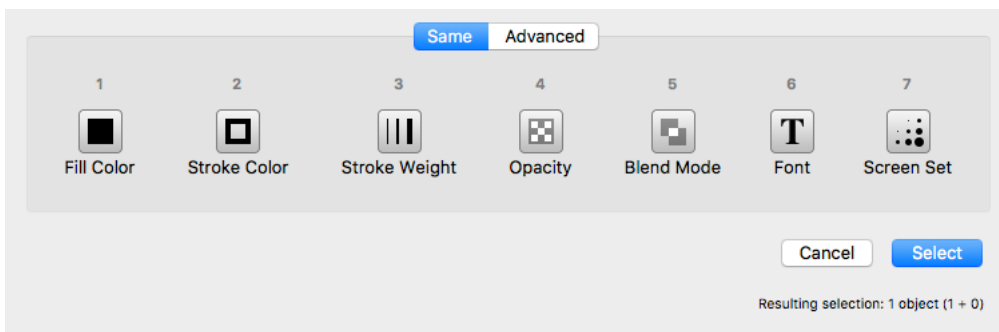 Same Advanced
1 2 3 4 5 6 7
T
Fill Color Stroke Color Stroke Weight Opacity Blend Mode Font Screen Set
Cancel Select
Resulting selection: 1 object (1 + 0)